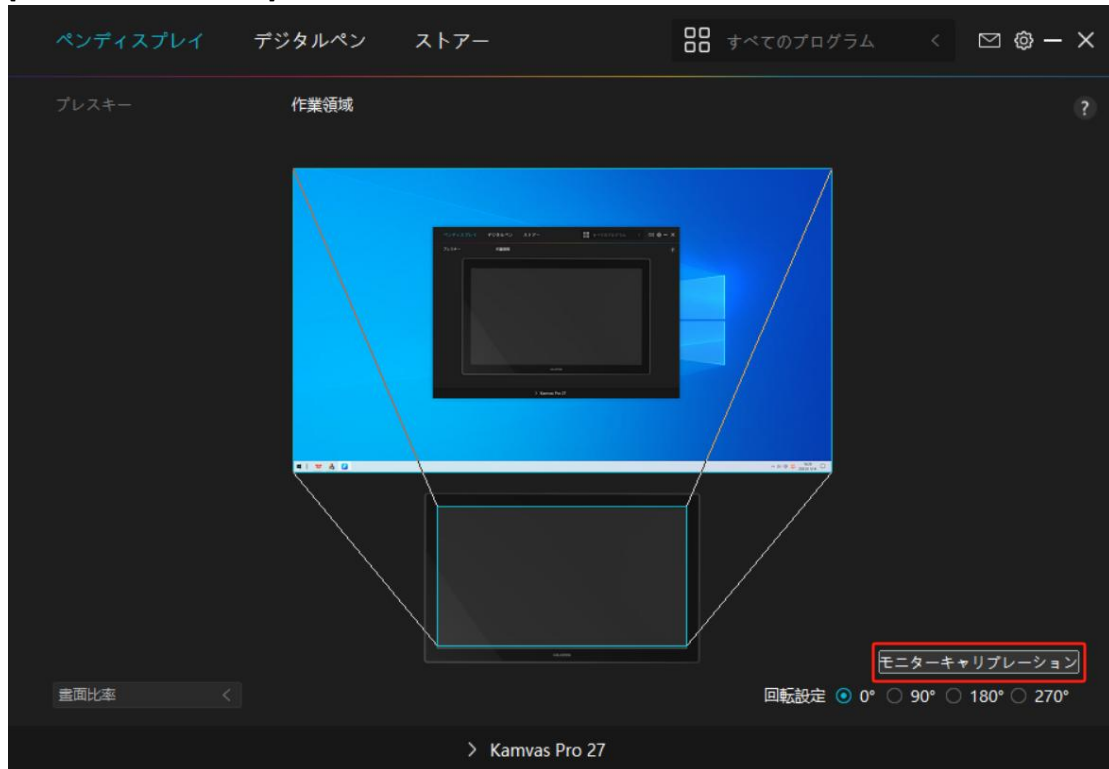 ペンディスプレイ デジタルペン ストアー すべてのプログラム
プレスキー 作業領域 ?
モニターキャリブレーション
畫面比率
回転設定 0° 90° 180° 270°
Kamvas Pro 27